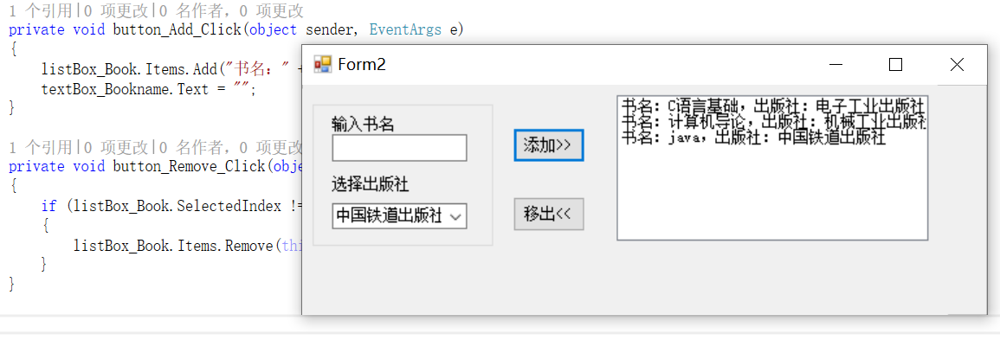 1 个引用|0 项更改|0 名作者，0 项更改
private void button_Add_Click(object sender, EventArgs e)
{
listBox_Book.Items.Add("书名：" +
textBox_Bookname.Text = "";
}
1 个引用|0 项更改|0 名作者，0 项更改
private void button_Remove_Click(obje
{
if (listBox_Book.SelectedIndex !=
{
listBox_Book.Items.Remove(thi
}
}
Form2
输入书名
选择出版社
中国铁道出版社
添加>>
移出<<
书名：C语言基础，出版社：电子工业出版社
书名：计算机导论，出版社：机械工业出版社
书名：java，出版社：中国铁道出版社